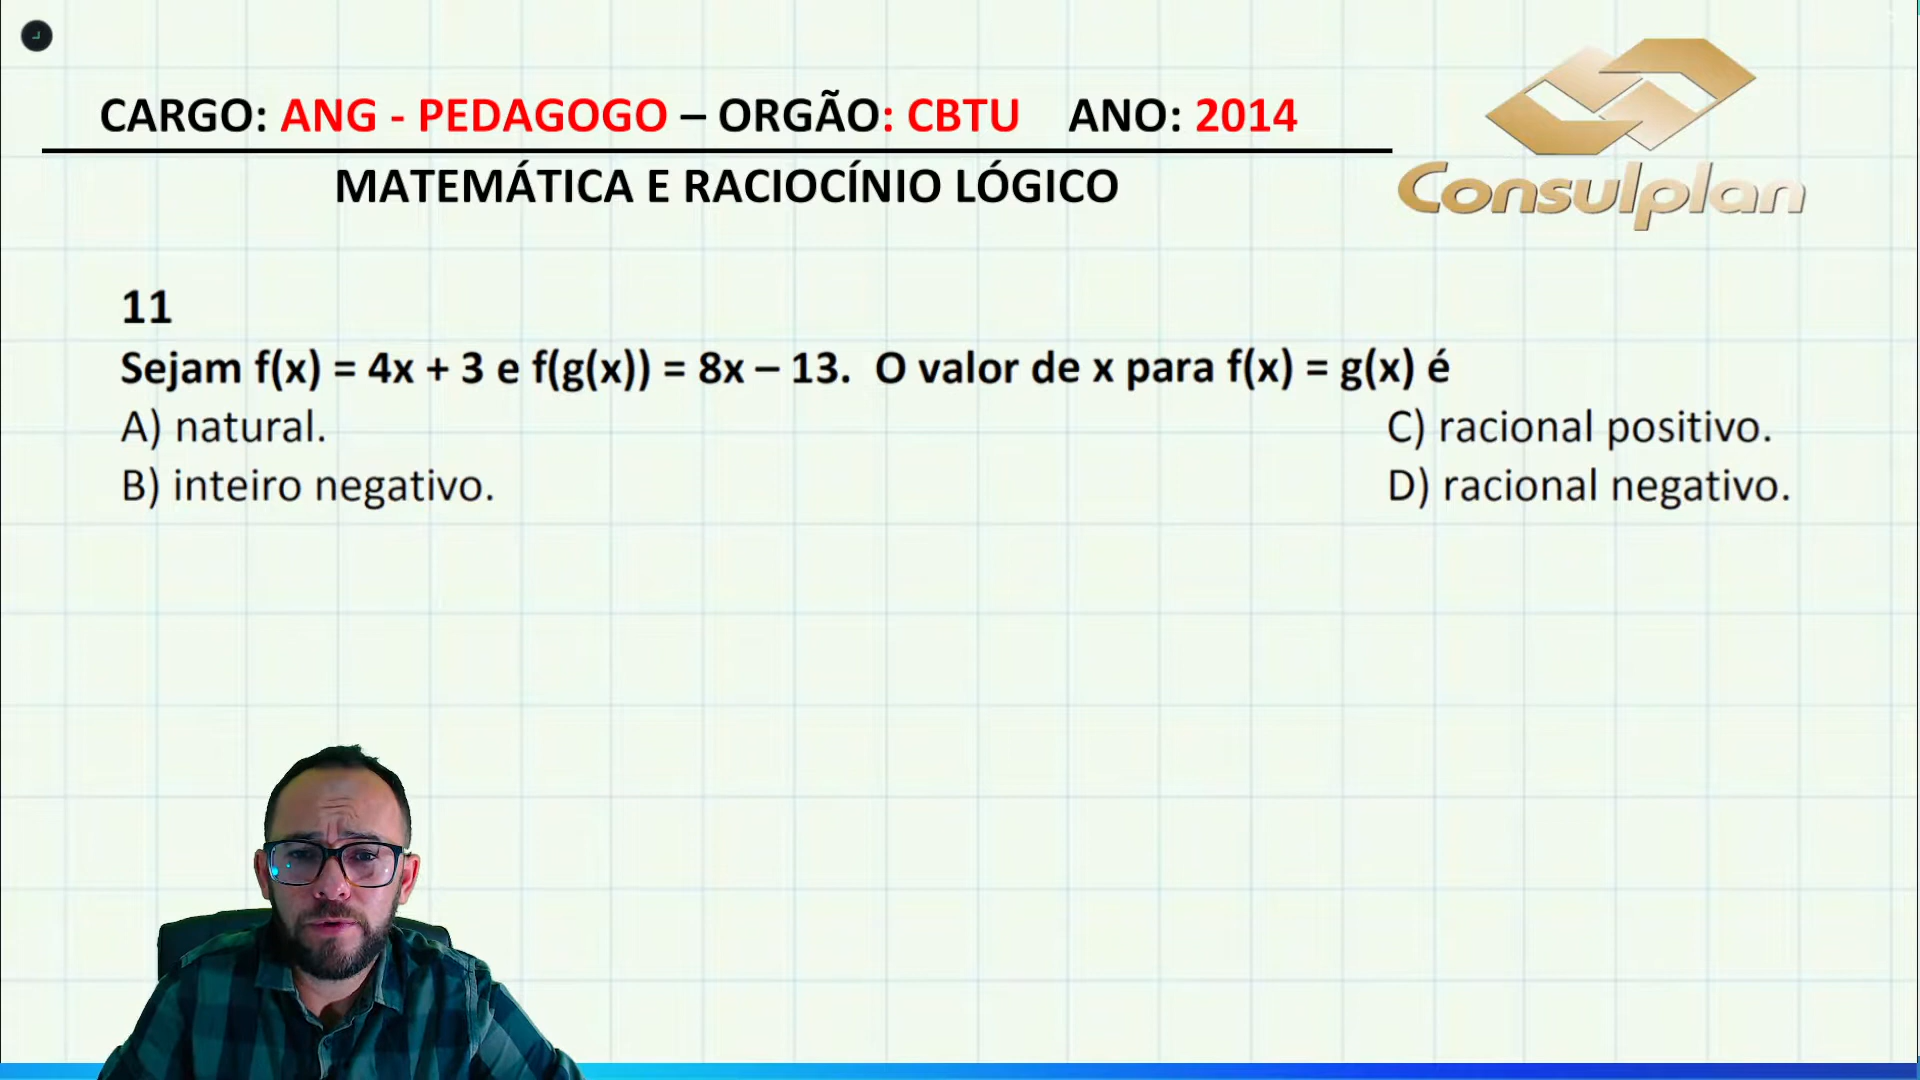 CARGO: ANG - PEDAGOGO – ORGÃO: CBTU ANO: 2014
MATEMÁTICA E RACIOCÍNIO LÓGICO
Consulplan
11
Sejam f(x) = 4x + 3 e f(g(x)) = 8x – 13. O valor de x para f(x) = g(x) é
A) natural.
C) racional positivo.
B) inteiro negativo.
D) racional negativo.